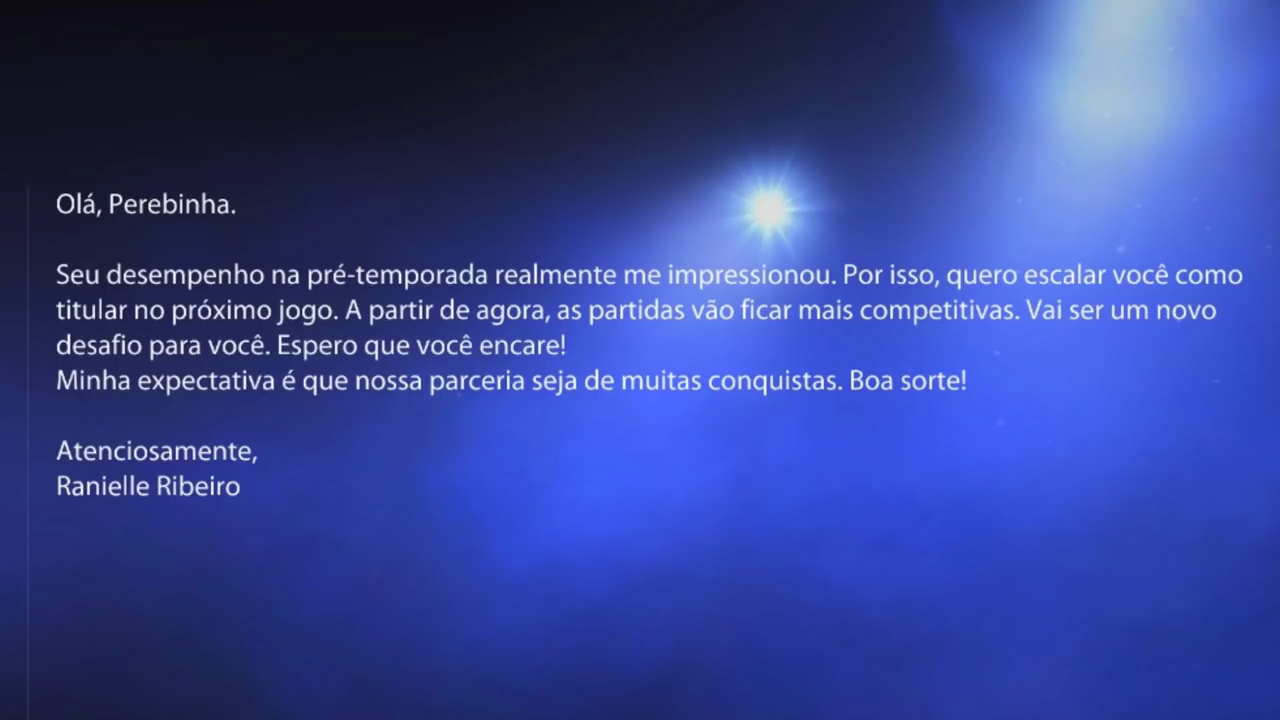 Olá, Perebinha.
Seu desempenho na pré-temporada realmente me impressionou. Por isso, quero escalar você como
titular no próximo jogo. A partir de agora, as partidas vão ficar mais competitivas. Vai ser um novo
desafio para você. Espero que você encare!
Minha expectativa é que nossa parceria seja de muitas conquistas. Boa sorte!
Atenciosamente,
Ranielle Ribeiro